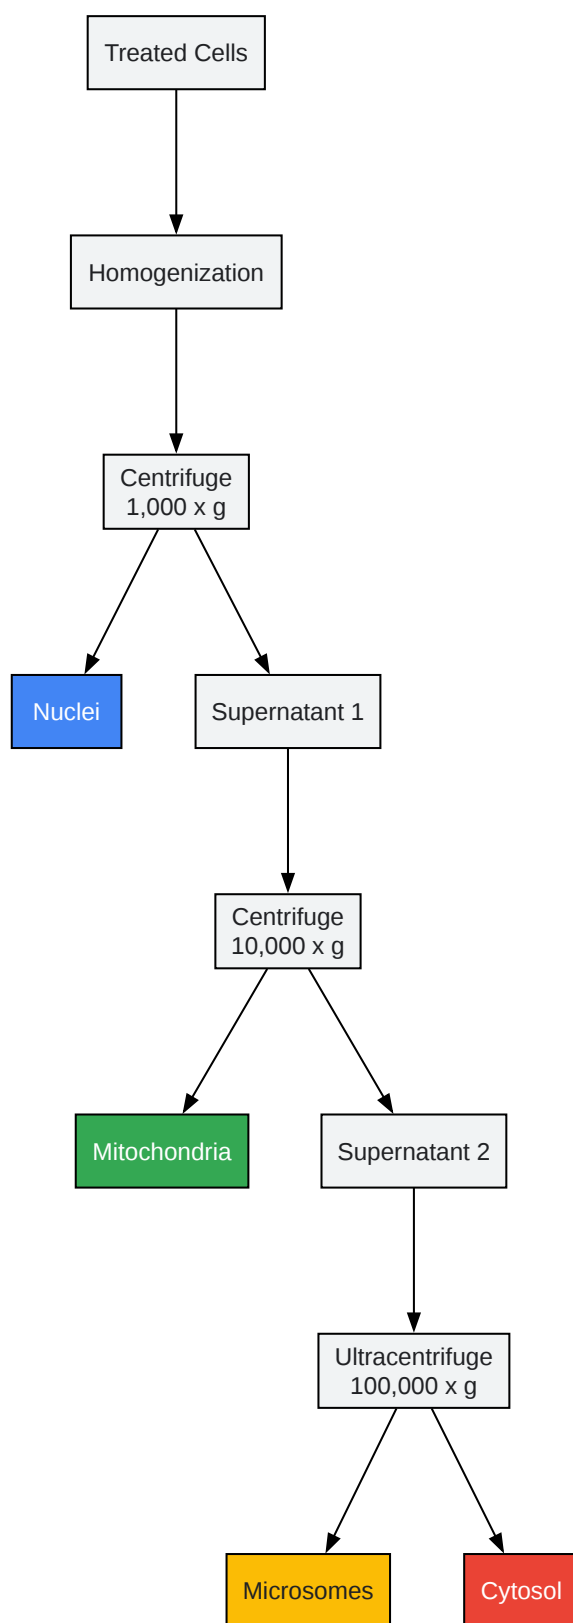 Treated Cells
Homogenization
Centrifuge
1,000 x g
Nuclei
Supernatant 1
Centrifuge
10,000 x g
Mitochondria
Supernatant 2
Ultracentrifuge
100,000 x g
Microsomes
Cytosol